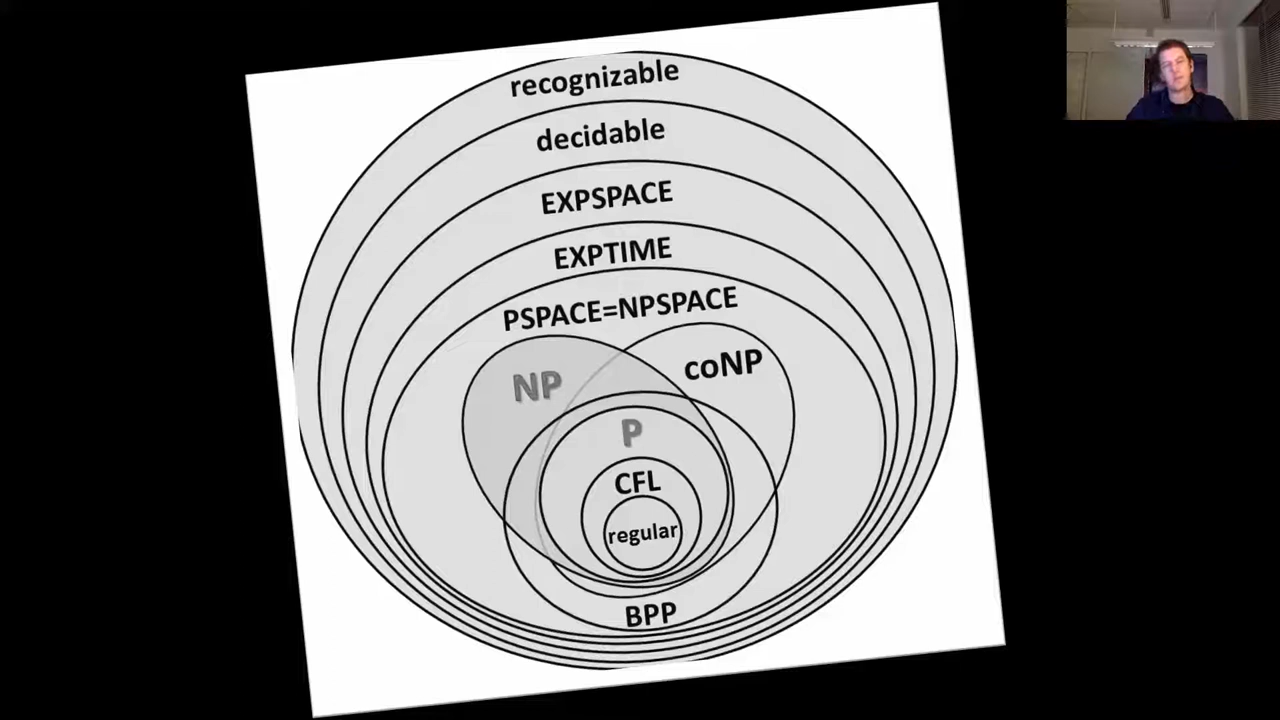 recognizable
decidable
EXPSPACE
EXPTIME
PSPACE=NPSPACE
NP
coNP
P
CFL
regular
BPP